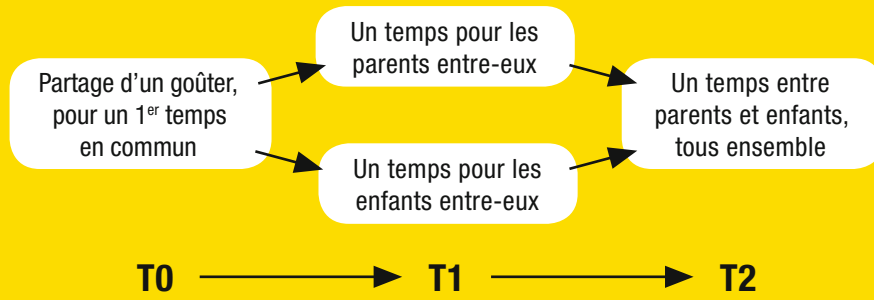 Partage d’un goûter,
pour un 1er temps
en commun
Un temps pour les
parents entre-eux
Un temps pour les
enfants entre-eux
Un temps entre
parents et enfants,
tous ensemble
T0
T1
T2